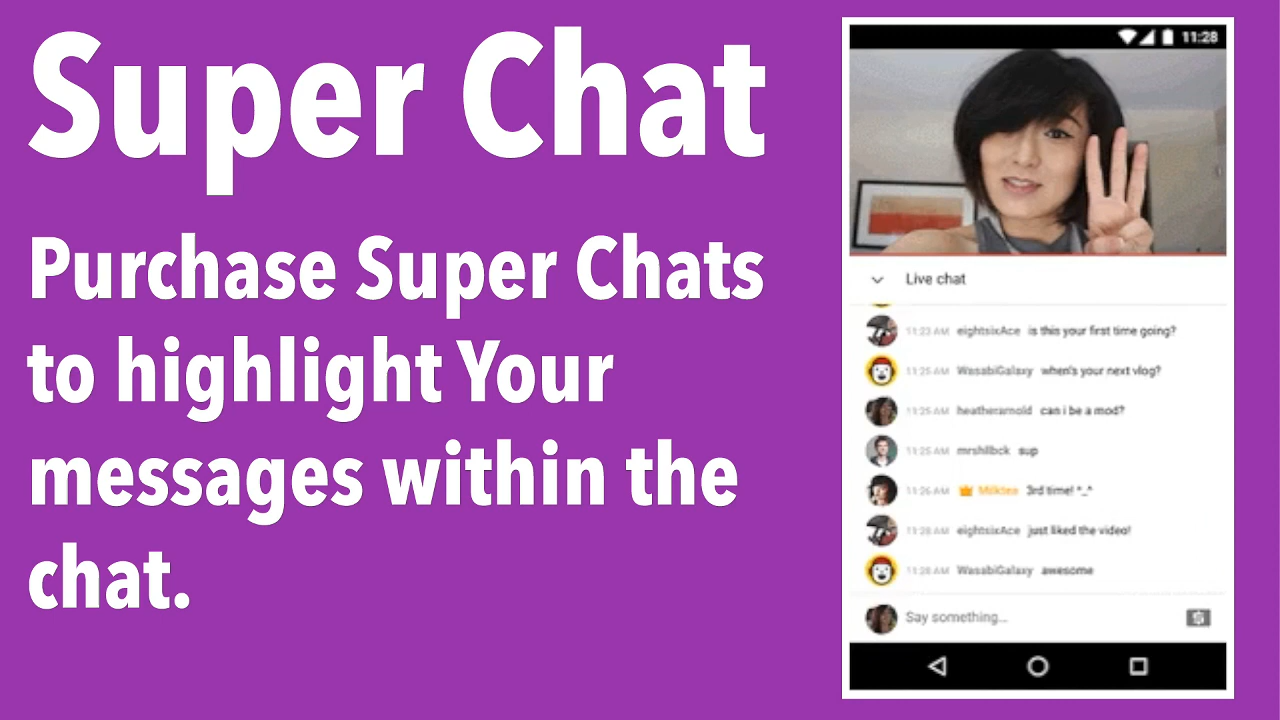 Super Chat
Purchase Super Chats
to highlight Your
messages within the
chat.
11:28
Live chat
11:23 AM eightsixAce is this your first time going?
11:25 AM WasabiGalaxy when's your next vlog?
11:25 AM heatherarnold can i be a mod?
11:25 AM sup
11:26 AM Milktea 3rd time! ^_^
11:28 AM eightsixAce just liked the video!
11:28 AM WasabiGalaxy awesome
Say something...